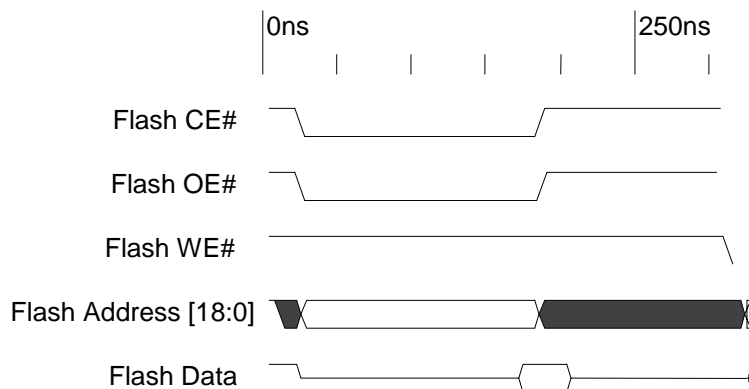 0ns 250ns
Flash CE#
Flash OE#
Flash WE#
Flash Address [18:0]
Flash Data